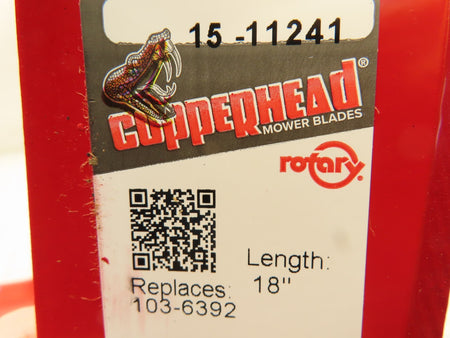 15 -11241
COPPERHEAD®
MOWER BLADES
rotary®
Length:
18"
Replaces:
103-6392